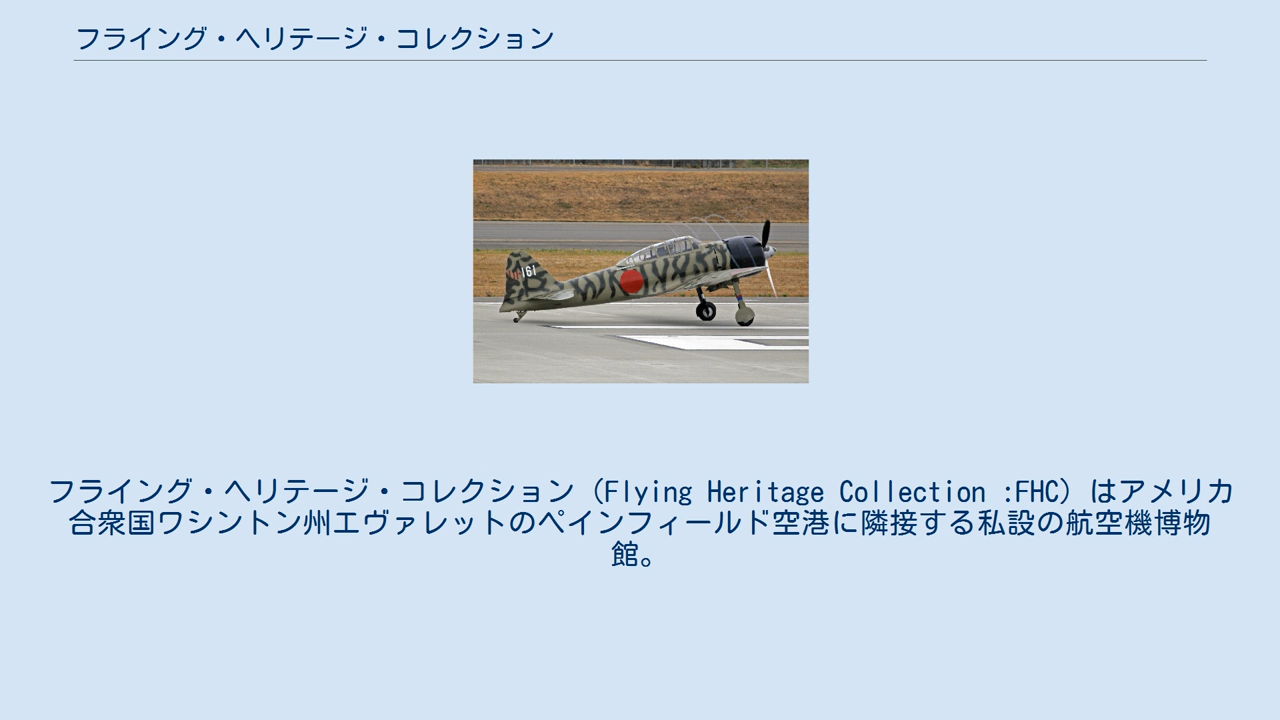 フライング・ヘリテージ・コレクション
161
フライング・ヘリテージ・コレクション（Flying Heritage Collection :FHC）はアメリカ
合衆国ワシントン州エヴァレットのペインフィールド空港に隣接する私設の航空機博物
館。